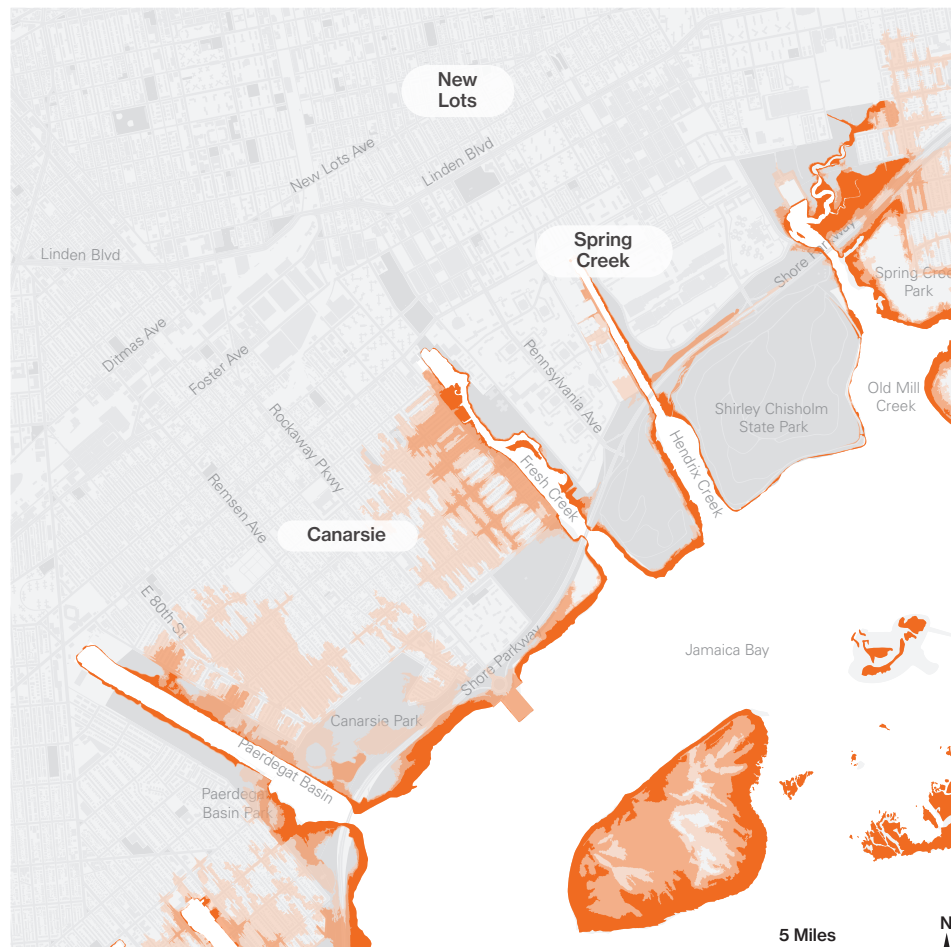 New
Lots
New Lots Ave
Linden Blvd
Linden Blvd
Spring
Creek
Shore Parkway
Spring Cree
Park
Ditmas Ave
Foster Ave
Pennsylvania Ave
Old Mill
Creek
Rockaway Pkwy
Shirley Chisholm
State Park
Remsen Ave
Fresh Creek
Hendrix Creek
Canarsie
E 80th St
Jamaica Bay
Shore Parkway
Canarsie Park
Paerdegat Basin
Paerdegat
Basin Park
5 Miles
N